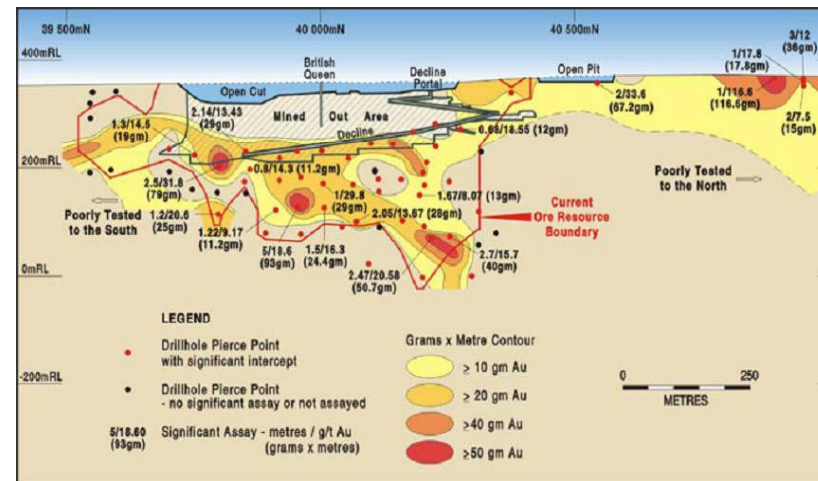 39 500mN
40 000 mN
40 500mN
3/12
(36gm)
400mRL
British
Queen
Decline
Portal
1/17.8
(17.8gm)
Open Cut
Open Pit
2/33.6
(67.2gm)
1/116.6
(116.6gm)
2.14/13.43
(29gm)
Mined Out Area
1.3/14.5
(19gm)
Decline
0.68/18.55 (12gm)
2/7.5
(15gm)
200mRL
0.8/14.3 (11.2gm)
2.5/31.8
(79gm)
1/29.8
(29gm)
1.67/8.07 (13gm)
Poorly Tested
to the North
Poorly Tested
to the South
1.2/20.6
(25gm)
2.05/13.67 (28gm)
Current
Ore Resource
Boundary
1.22/9.17
(11.2gm)
5/18.6
(93gm)
1.5/16.3
(24.4gm)
2.7/15.7
(40gm)
0mRL
2.47/20.58
(50.7gm)
LEGEND
Drillhole Pierce Point
with significant intercept
Drillhole Pierce Point
- no significant assay or not assayed
5/18.60
(93gm)
Significant Assay - metres / g/t Au
(grams x metres)
Grams x Metre Contour
≥ 10 gm Au
≥ 20 gm Au
≥40 gm Au
≥50 gm Au
-200mRL
0
250
METRES